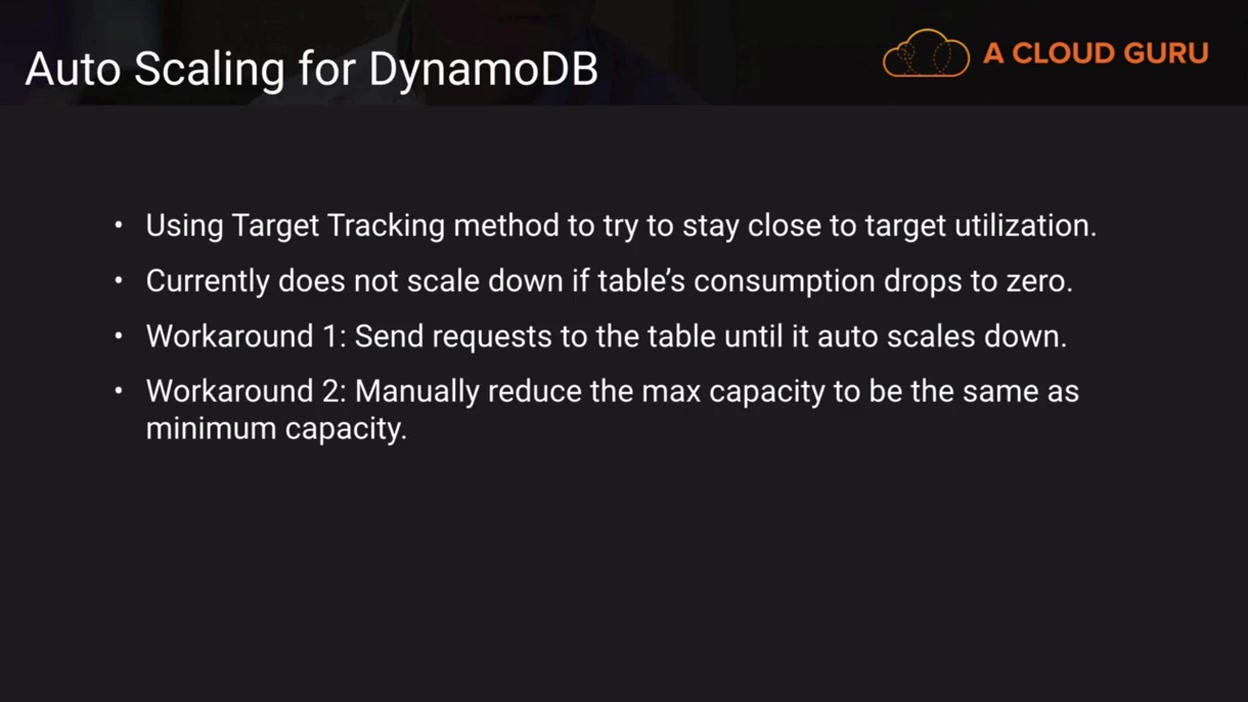 Auto Scaling for DynamoDB
A CLOUD GURU
• Using Target Tracking method to try to stay close to target utilization.
• Currently does not scale down if table’s consumption drops to zero.
• Workaround 1: Send requests to the table until it auto scales down.
• Workaround 2: Manually reduce the max capacity to be the same as
minimum capacity.